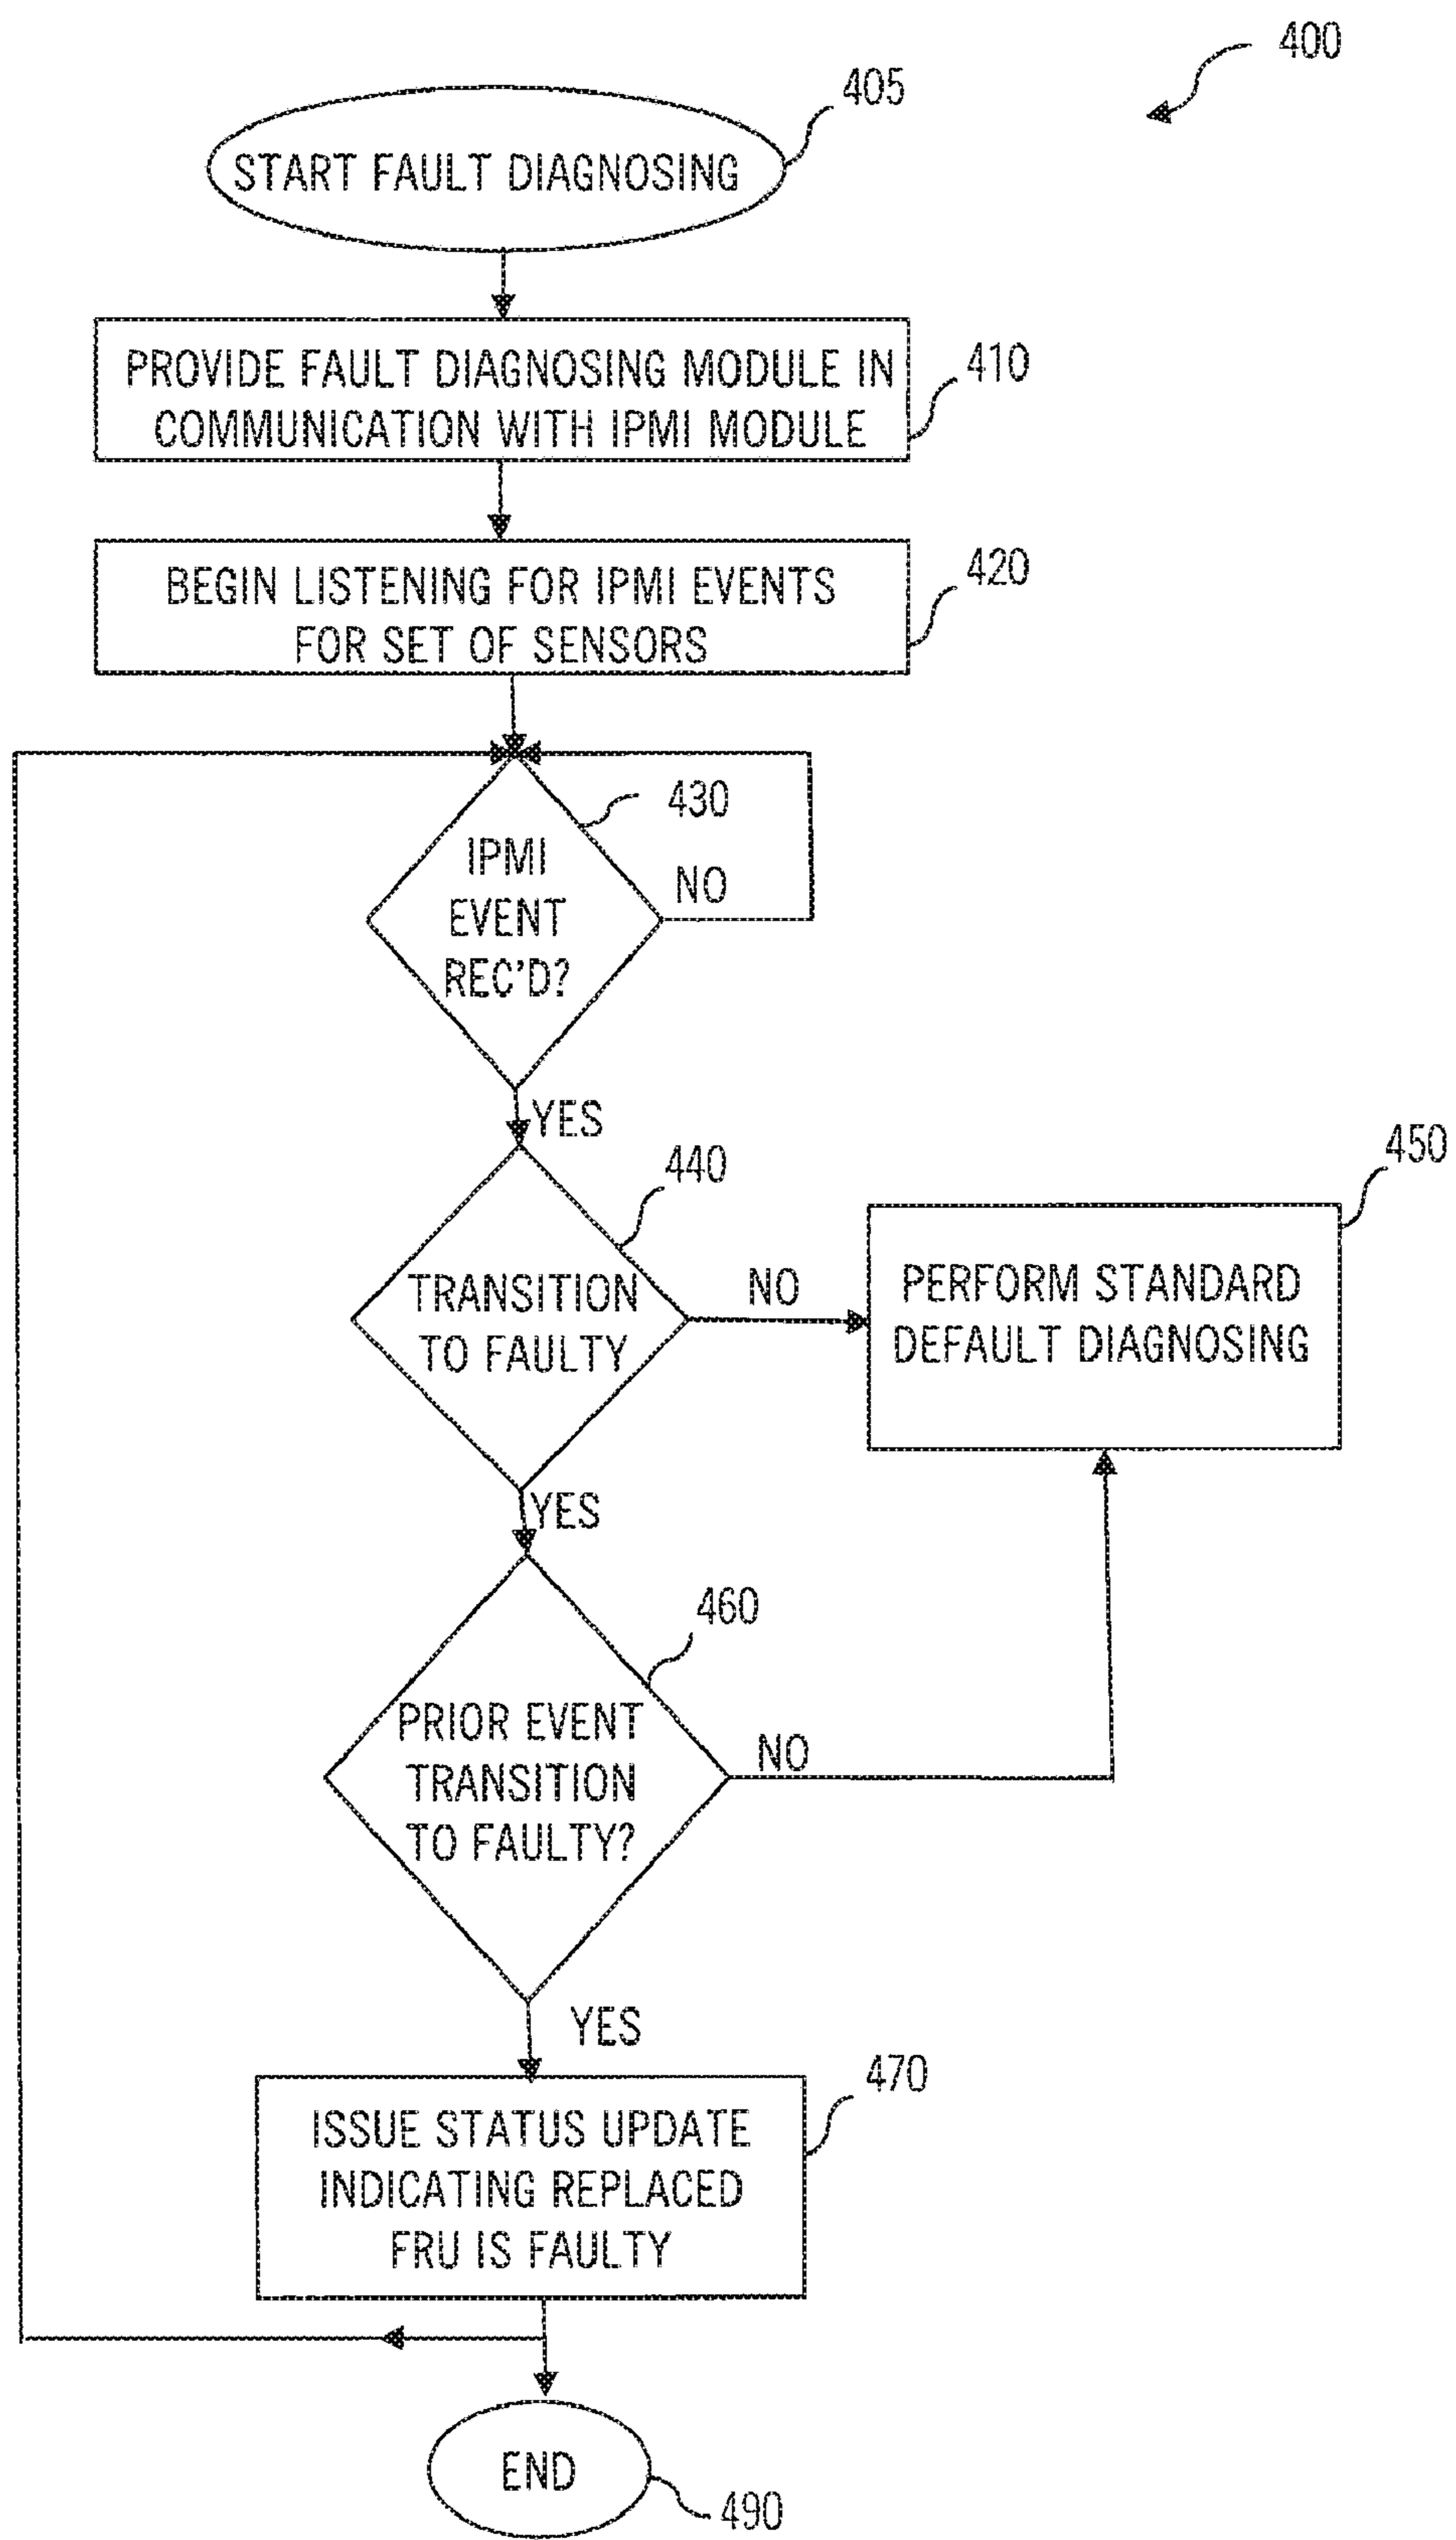 400
405
START FAULT DIAGNOSING
PROVIDE FAULT DIAGNOSING MODULE IN
COMMUNICATION WITH IPMI MODULE
410
BEGIN LISTENING FOR IPMI EVENTS
FOR SET OF SENSORS
420
430
IPMI
EVENT
REC'D?
NO
YES
440
TRANSITION
TO FAULTY
NO
450
PERFORM STANDARD
DEFAULT DIAGNOSING
YES
460
PRIOR EVENT
TRANSITION
TO FAULTY?
NO
YES
470
ISSUE STATUS UPDATE
INDICATING REPLACED
FRU IS FAULTY
END
490